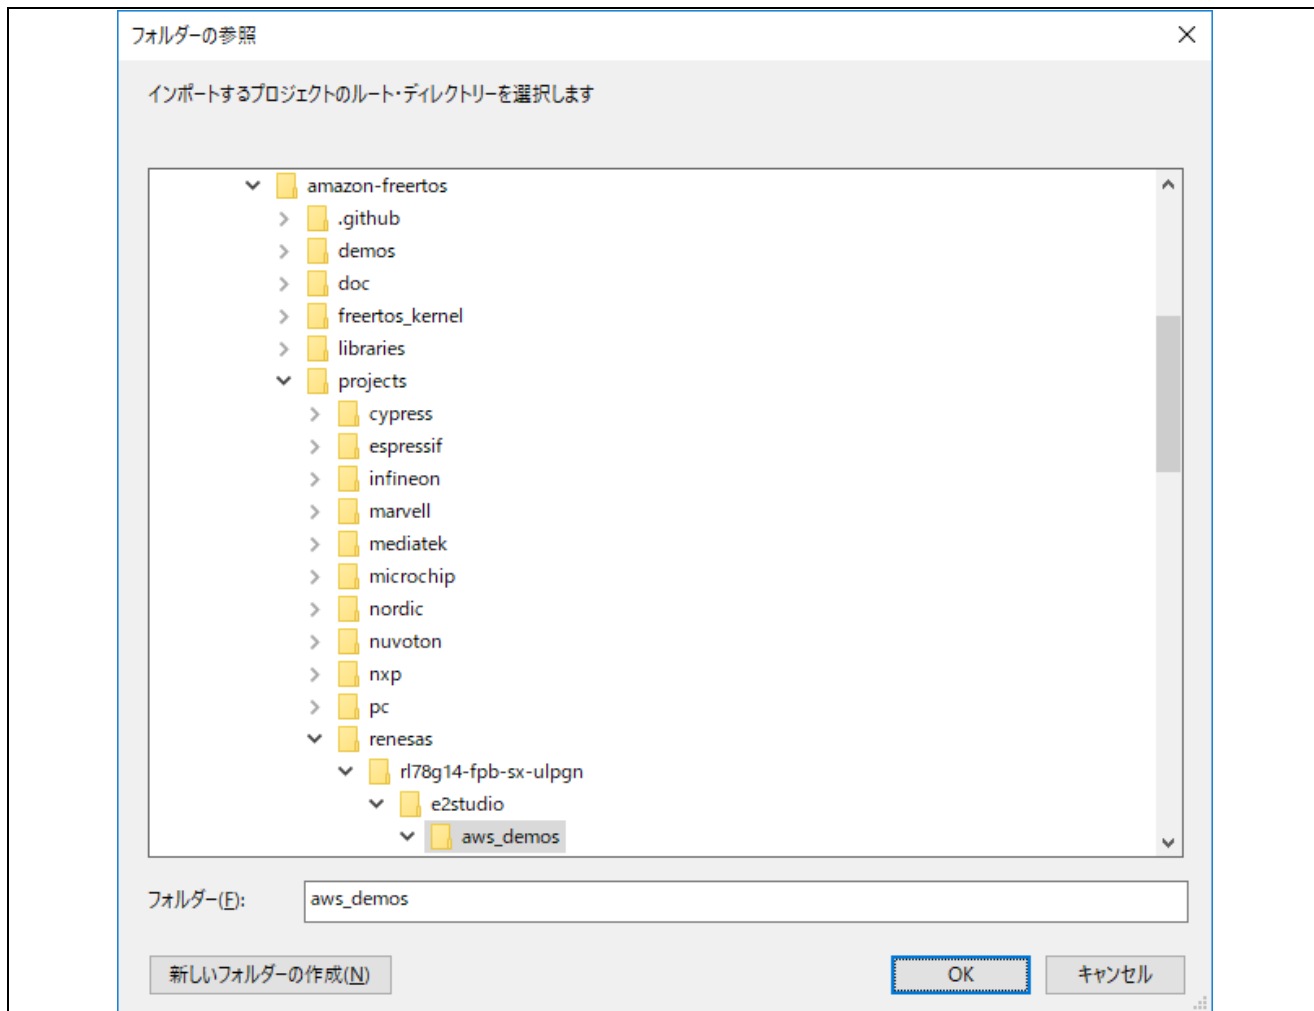 フォルダーの参照
インポートするプロジェクトのルート・ディレクトリーを選択します
amazon-freertos
.github
demos
doc
freertos_kernel
libraries
projects
cypress
espressif
infineon
marvell
mediatek
microchip
nordic
nuvoton
nxp
pc
renesas
rl78g14-fpb-sx-ulpgn
e2studio
aws_demos
フォルダー(F): aws_demos
新しいフォルダーの作成(N) OK キャンセル